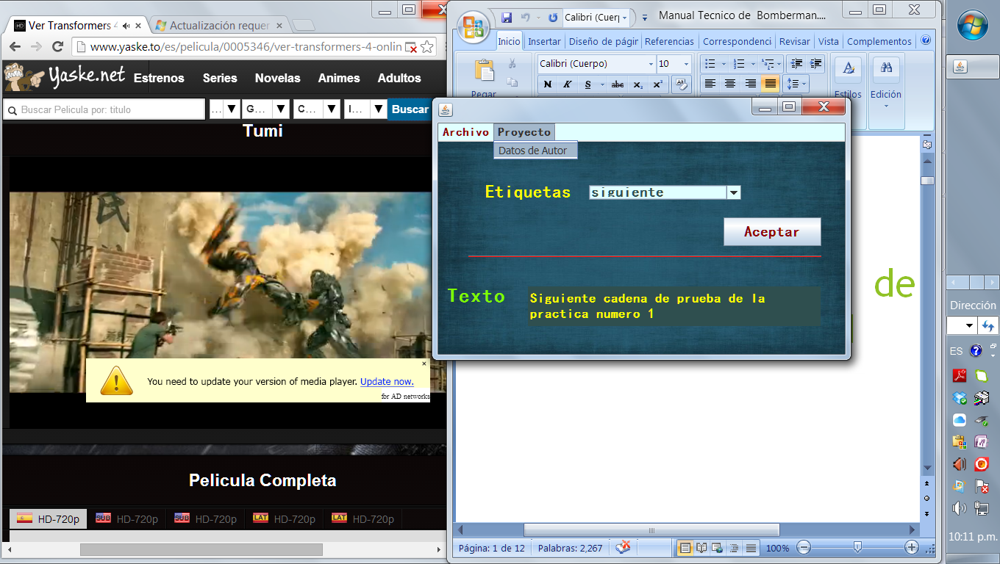 Ver Transformers 4
Actualización requer
www.yaske.to/es/pelicula/0005346/ver-transformers-4-onlin
Yaske.net
Estrenos Series Novelas Animes Adultos
Buscar Pelicula por: titulo
... G... C... I... Buscar
Tumi
民
You need to update your version of media player. Update now.
for AD networks
Pelicula Completa
HD-720p SUB HD-720p SUB HD-720p LAT HD-720p LAT HD-720p
Calibri (Cuerp
Manual Tecnico de Bomberman....
Inicio Insertar Diseño de págin Referencias Correspondenci Revisar Vista Complementos
Pegar
Calibri (Cuerpo) 10
N K S abc x₂ x² Aa
Estilos Edición
Archivo Proyecto
Datos de Autor
Etiquetas siguiente
Aceptar
Texto Siguiente cadena de prueba de la
practica numero 1
de
Página: 1 de 12 Palabras: 2,267 100%
Dirección
ES
10:11 p.m.